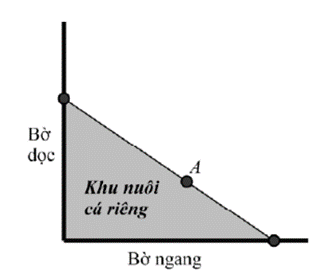 A
Bờ
dọc
Khu nuôi
cá riêng
Bờ ngang